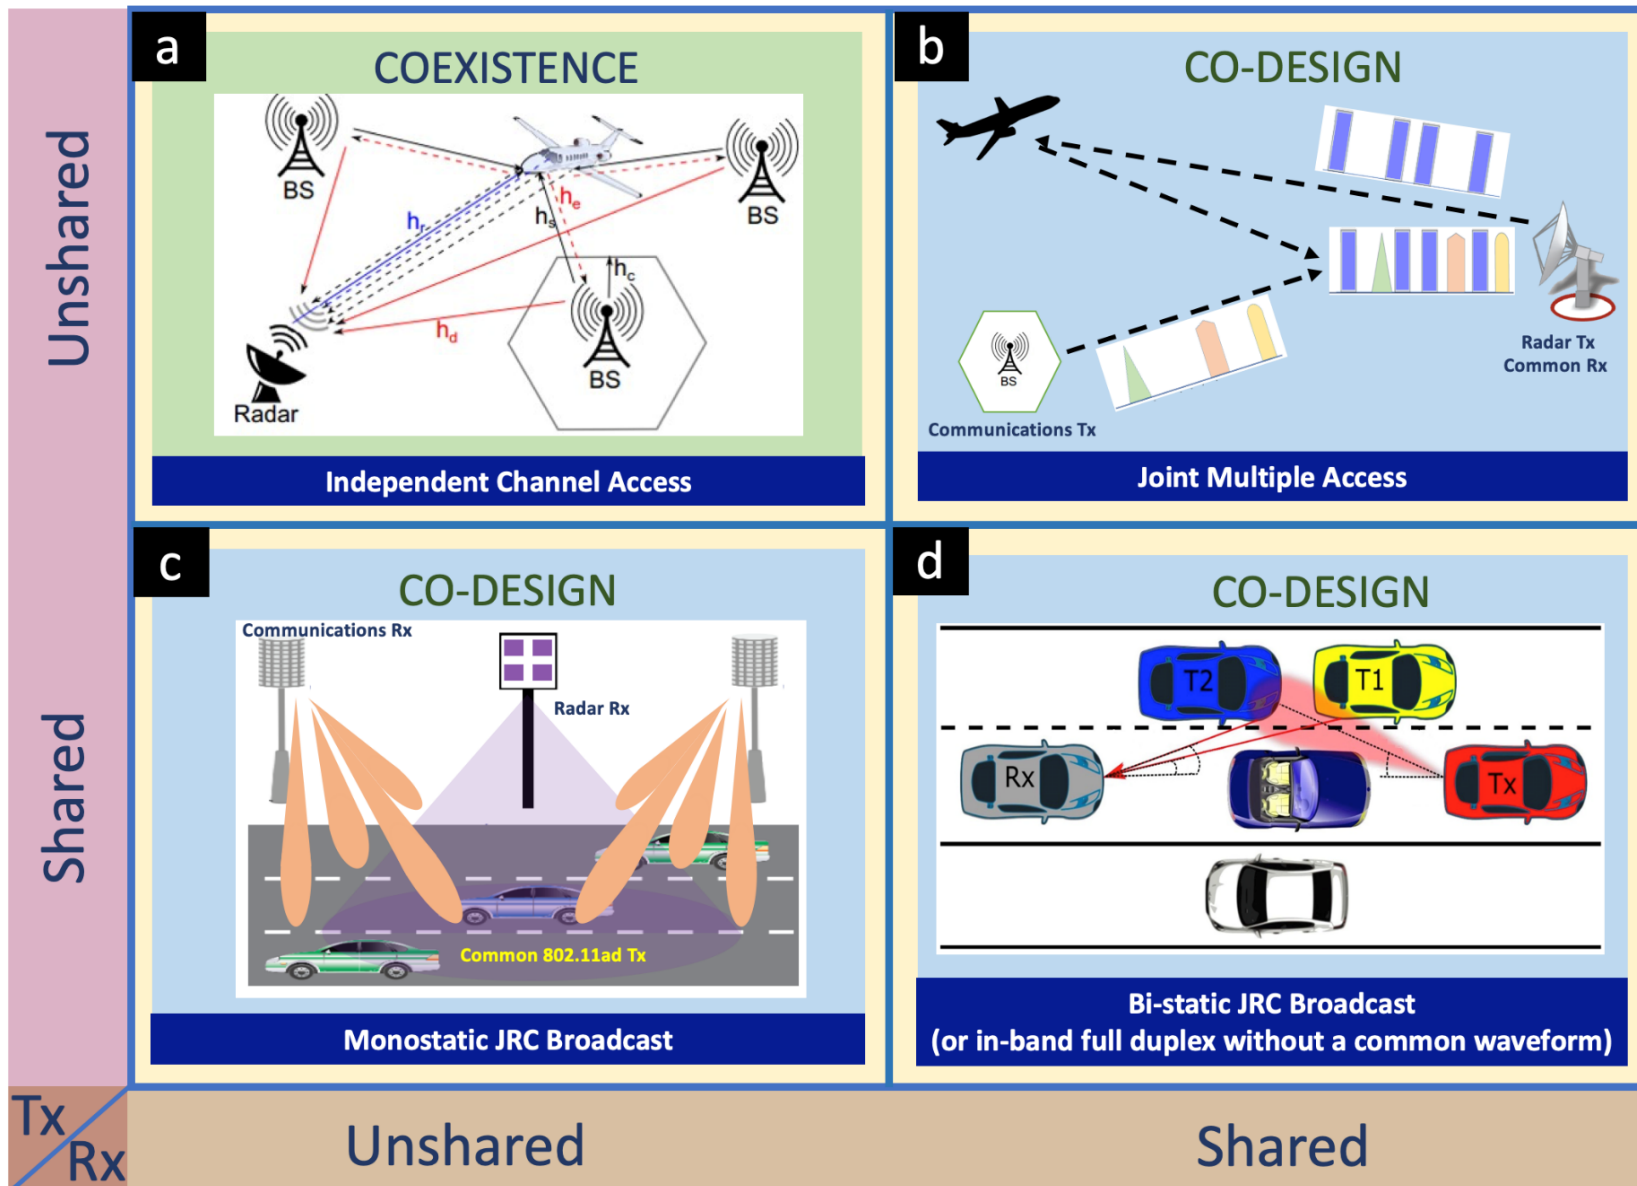 a
COEXISTENCE
BS
BS
h_r
h_e
h_s
h_c
h_d
BS
Radar
Independent Channel Access
b
CO-DESIGN
BS
Communications Tx
Radar Tx
Common Rx
Joint Multiple Access
Unshared
c
CO-DESIGN
Communications Rx
Radar Rx
Common 802.11ad Tx
Monostatic JRC Broadcast
d
CO-DESIGN
T2
T1
Rx
Tx
Bi-static JRC Broadcast
(or in-band full duplex without a common waveform)
Shared
Tx
Rx
Unshared
Shared